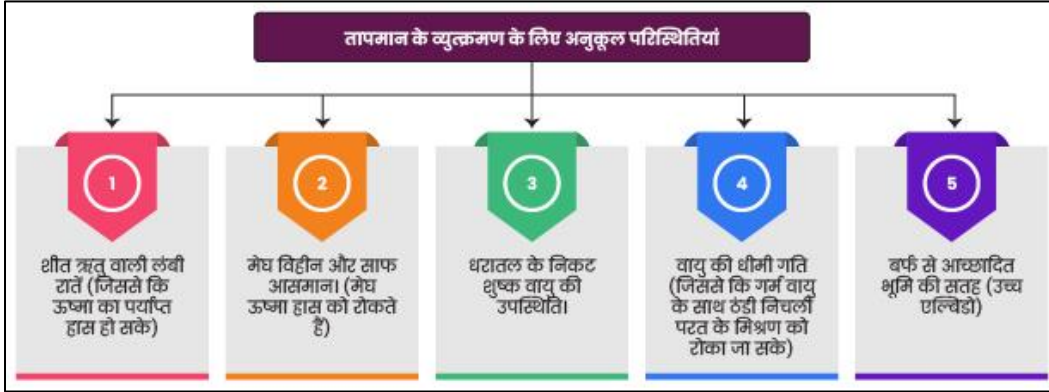 तापमान के व्युत्क्रमण के लिए अनुकूल परिस्थितियां
1
शीत ऋतु वाली लंबी
रातें (जिससे कि
ऊष्मा का पर्याप्त
ह्रास हो सके)
2
मेघ विहीन और साफ
आसमान। (मेघ
ऊष्मा ह्रास को रोकते
हैं)
3
धरातल के निकट
शुष्क वायु की
उपस्थिति।
4
वायु की धीमी गति
(जिससे कि गर्म वायु
के साथ ठंडी निचली
परत के मिश्रण को
रोका जा सके)
5
बर्फ से आच्छादित
भूमि की सतह (उच्च
एल्बिडो)